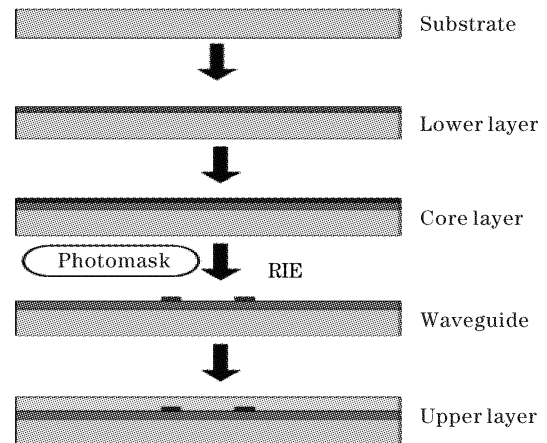 Substrate
Lower layer
Core layer
Photomask
RIE
Waveguide
Upper layer